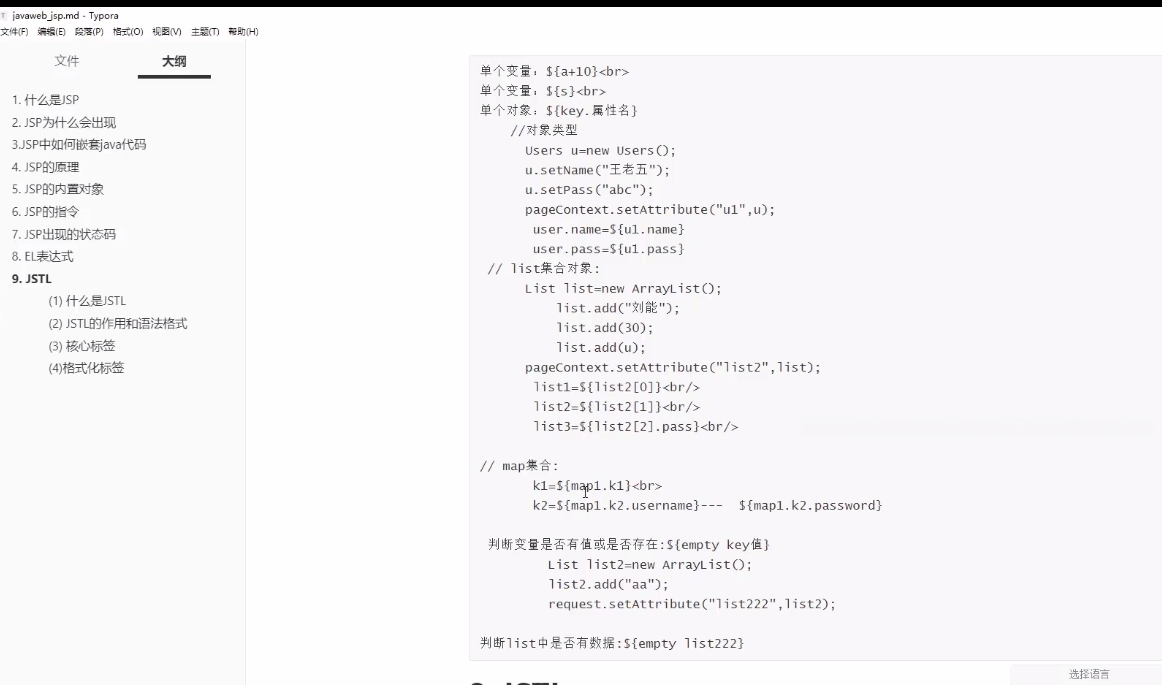 javaweb_jsp.md - Typora
文件(F) 编辑(E) 段落(P) 格式(O) 视图(V) 主题(T) 帮助(H)
文件 大纲
1. 什么是JSP
2. JSP为什么会出现
3.JSP中如何嵌套java代码
4. JSP的原理
5. JSP的内置对象
6. JSP的指令
7. JSP出现的状态码
8. EL表达式
9. JSTL
(1) 什么是JSTL
(2) JSTL的作用和语法格式
(3) 核心标签
(4)格式化标签
单个变量: ${a+10}<br>
单个变量: ${s}<br>
单个对象: ${key.属性名}
//对象类型
Users u=new Users();
u.setName("王老五");
u.setPass("abc");
pageContext.setAttribute("u1",u);
user.name=${u1.name}
user.pass=${u1.pass}
// list集合对象:
List list=new ArrayList();
list.add("刘能");
list.add(30);
list.add(u);
pageContext.setAttribute("list2",list);
list1=${list2[0]}<br/>
list2=${list2[1]}<br/>
list3=${list2[2].pass}<br/>
// map集合:
k1=${map1.k1}<br>
k2=${map1.k2.username}--- ${map1.k2.password}
判断变量是否有值或是否存在:${empty key值}
List list2=new ArrayList();
list2.add("aa");
request.setAttribute("list222",list2);
判断list中是否有数据:${empty list222}
选择语言